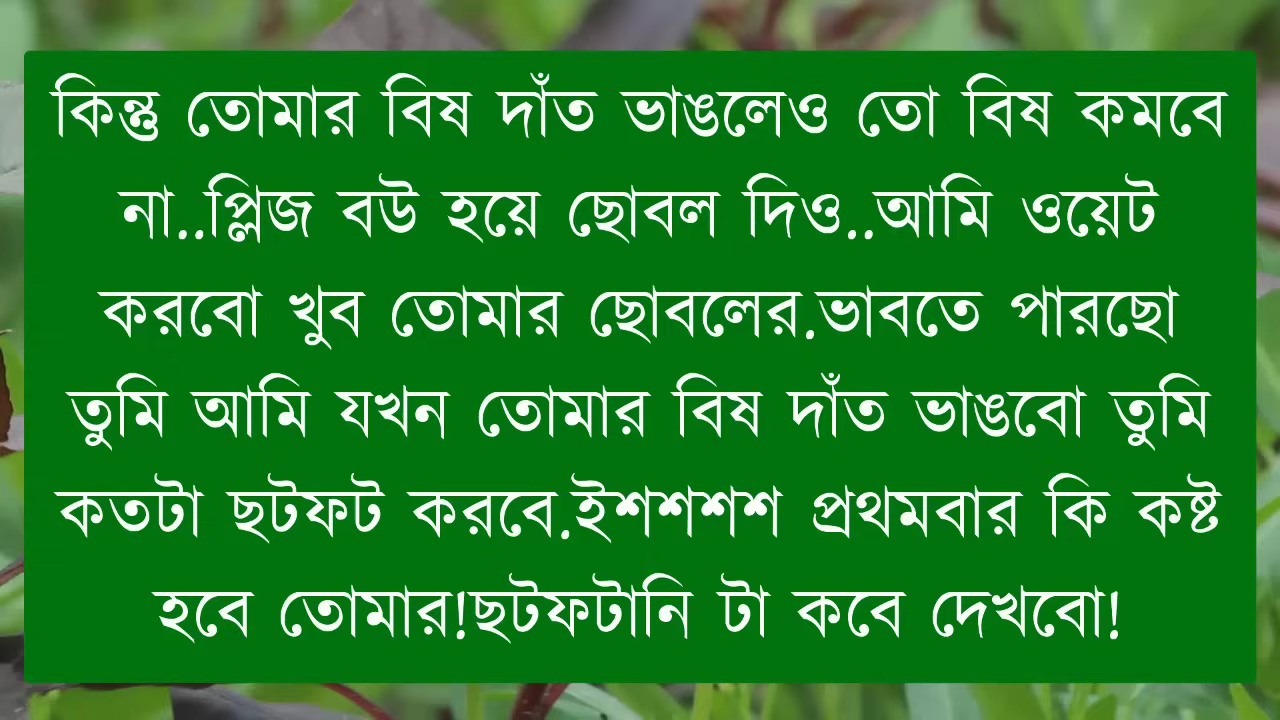 কিন্তু তোমার বিষ দাঁত ভাঙলেও তো বিষ কমবে
না..প্লিজ বউ হয়ে ছোবল দিও..আমি ওয়েট
করবো খুব তোমার ছোবলের.ভাবতে পারছো
তুমি আমি যখন তোমার বিষ দাঁত ভাঙবো তুমি
কতটা ছটফট করবে.ইশশশশ প্রথমবার কি কষ্ট
হবে তোমার!ছটফটানি টা কবে দেখবো!